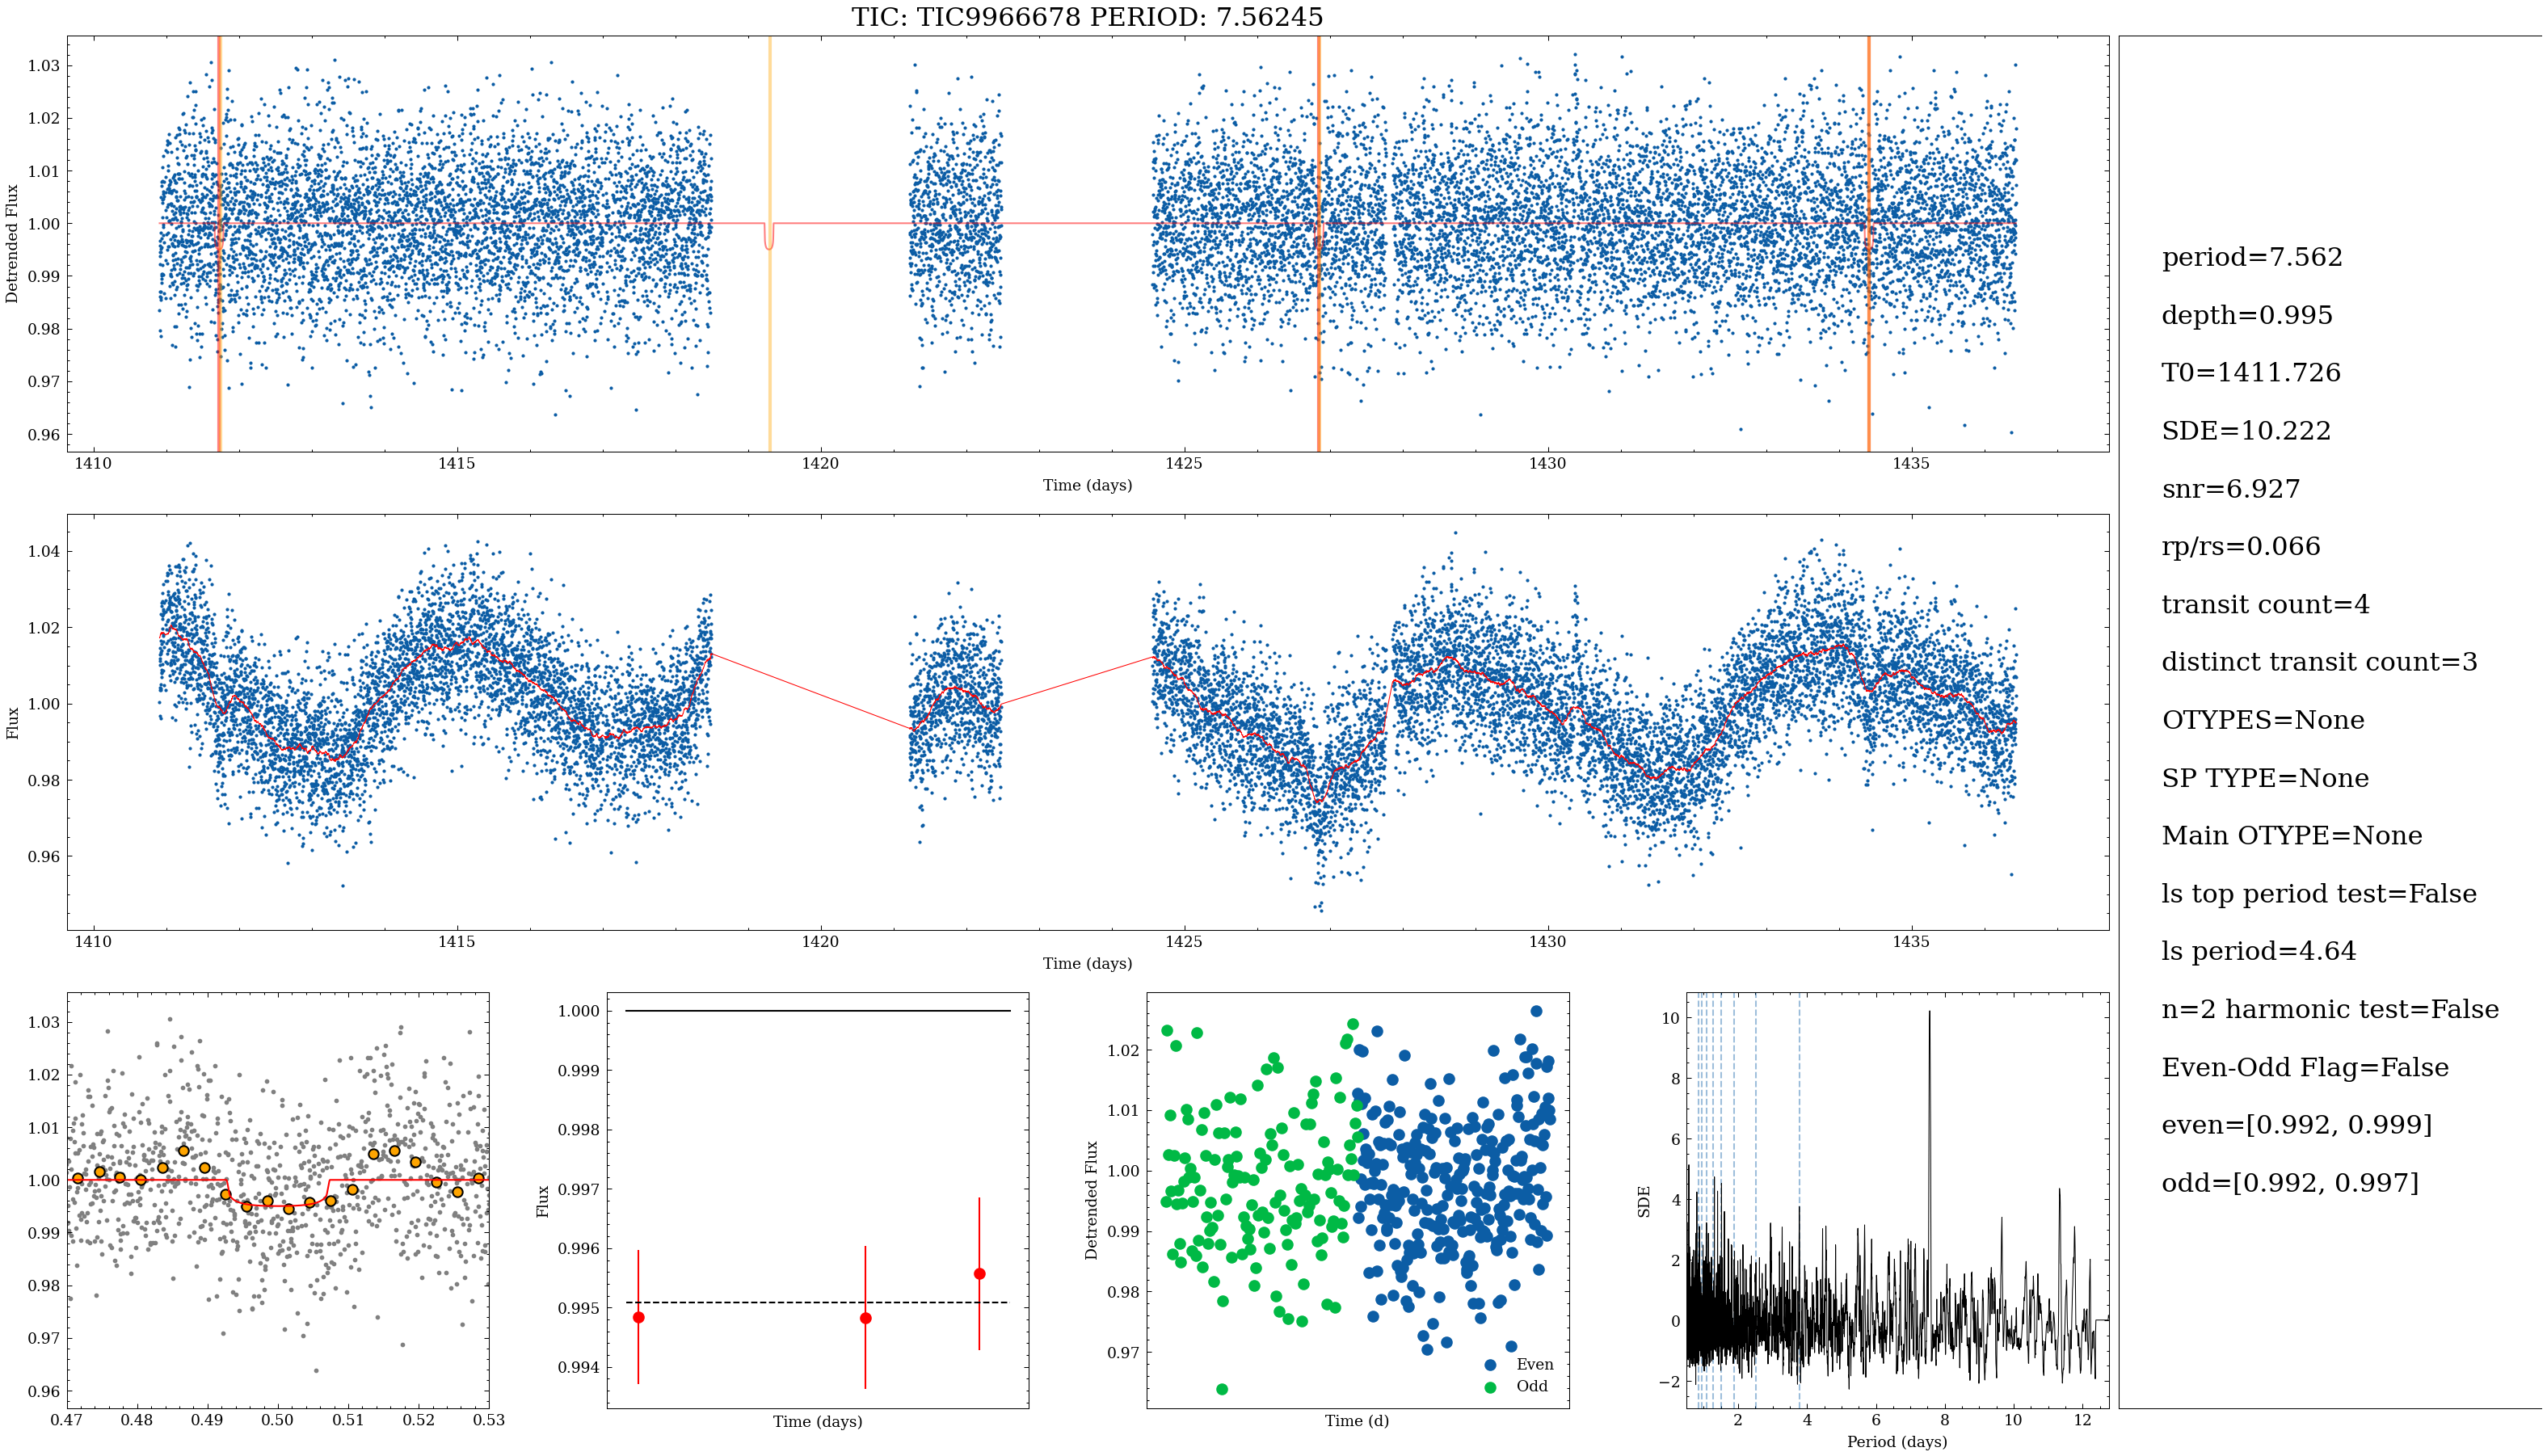 TIC: TIC9966678 PERIOD: 7.56245
Detrended Flux
1.03
1.02
1.01
1.00
0.99
0.98
0.97
0.96
1410 1415 1420 1425 1430 1435
Time (days)
Flux
1.04
1.02
1.00
0.98
0.96
1410 1415 1420 1425 1430 1435
Time (days)
1.03
1.02
1.01
1.00
0.99
0.98
0.97
0.96
0.47 0.48 0.49 0.50 0.51 0.52 0.53
Flux
1.000
0.999
0.998
0.997
0.996
0.995
0.994
Time (days)
Detrended Flux
1.02
1.01
1.00
0.99
0.98
0.97
Even
Odd
Time (d)
SDE
10
8
6
4
2
0
−2
2 4 6 8 10 12
Period (days)
period=7.562
depth=0.995
T0=1411.726
SDE=10.222
snr=6.927
rp/rs=0.066
transit count=4
distinct transit count=3
OTYPES=None
SP TYPE=None
Main OTYPE=None
ls top period test=False
ls period=4.64
n=2 harmonic test=False
Even-Odd Flag=False
even=[0.992, 0.999]
odd=[0.992, 0.997]